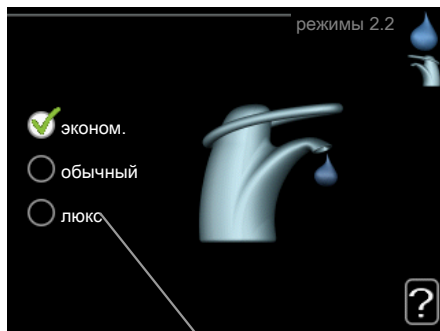 режимы 2.2
эконом.
обычный
люкс
?